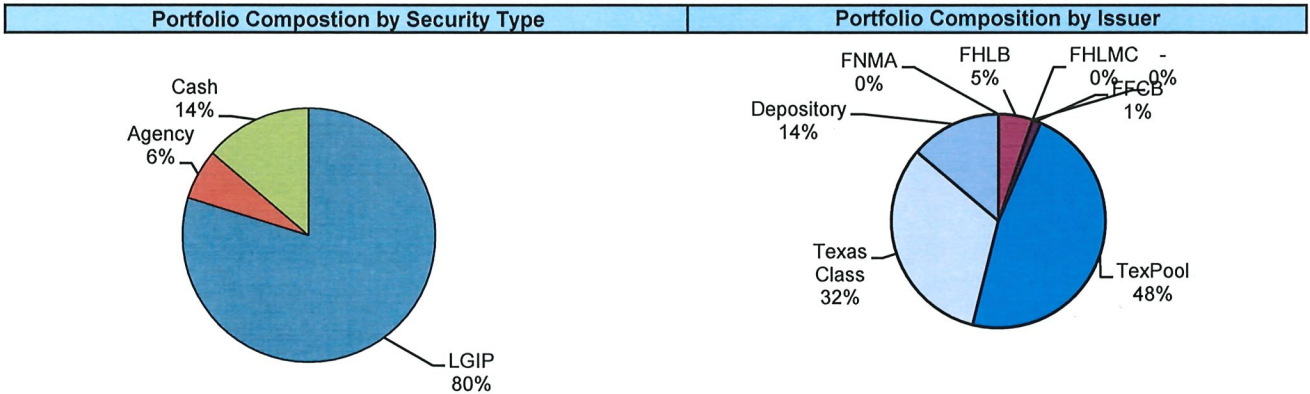 Portfolio Compostion by Security Type
Cash
14%
Agency
6%
LGIP
80%
Portfolio Composition by Issuer
FNMA
0%
FHLB
5%
FHLMC
0%
-
0%
FFCB
1%
Depository
14%
Texas
Class
32%
TexPool
48%